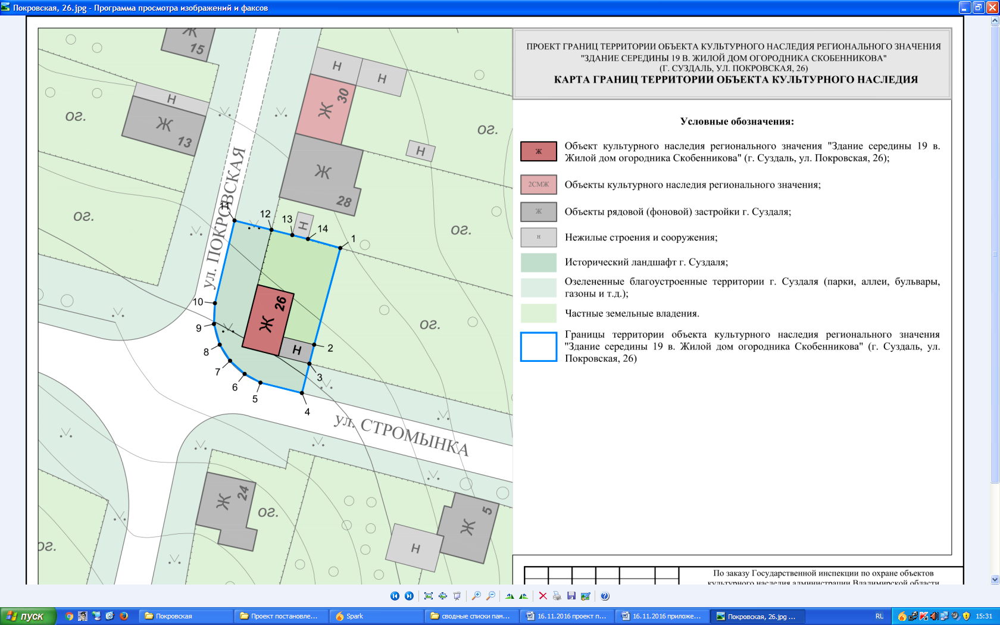 Покровская, 26.jpg - Программа просмотра изображений и факсов
ПРОЕКТ ГРАНИЦ ТЕРРИТОРИИ ОБЪЕКТА КУЛЬТУРНОГО НАСЛЕДИЯ РЕГИОНАЛЬНОГО ЗНАЧЕНИЯ
"ЗДАНИЕ СЕРЕДИНЫ 19 В. ЖИЛОЙ ДОМ ОГОРОДНИКА СКОБЕННИКОВА"
(Г. СУЗДАЛЬ, УЛ. ПОКРОВСКАЯ, 26)
КАРТА ГРАНИЦ ТЕРРИТОРИИ ОБЪЕКТА КУЛЬТУРНОГО НАСЛЕДИЯ
Условные обозначения:
Ж
Объект культурного наследия регионального значения "Здание середины 19 в.
Жилой дом огородника Скобенникова" (г. Суздаль, ул. Покровская, 26);
2СМЖ
Объекты культурного наследия регионального значения;
Ж
Объекты рядовой (фоновой) застройки г. Суздаля;
н
Нежилые строения и сооружения;
Исторический ландшафт г. Суздаля;
Озелененные благоустроенные территории г. Суздаля (парки, аллеи, бульвары,
газоны и т.д.);
Частные земельные владения.
Границы территории объекта культурного наследия регионального значения
"Здание середины 19 в. Жилой дом огородника Скобенникова" (г. Суздаль, ул.
Покровская, 26)
По заказу Государственной инспекции по охране объектов
культурного наследия администрации Владимирской области
Ж
15
н
н
н
Ж
30
ог.
Ж
13
ог.
н
Ж
28
ул. ПОКРОВСКАЯ
ог.
ог.
11
12
13
н
14
1
10
Ж
26
ог.
9
8
н
2
7
6
3
5
4
ул. СТРОМЫНКА
Ж
24
ог.
Ж
5
н
ог.
пуск
Покровская
Проект постановле...
Spark
сводные списки пам...
16.11.2016 проект п...
16.11.2016 приложе...
Покровская, 26.jpg ...
RU
15:31